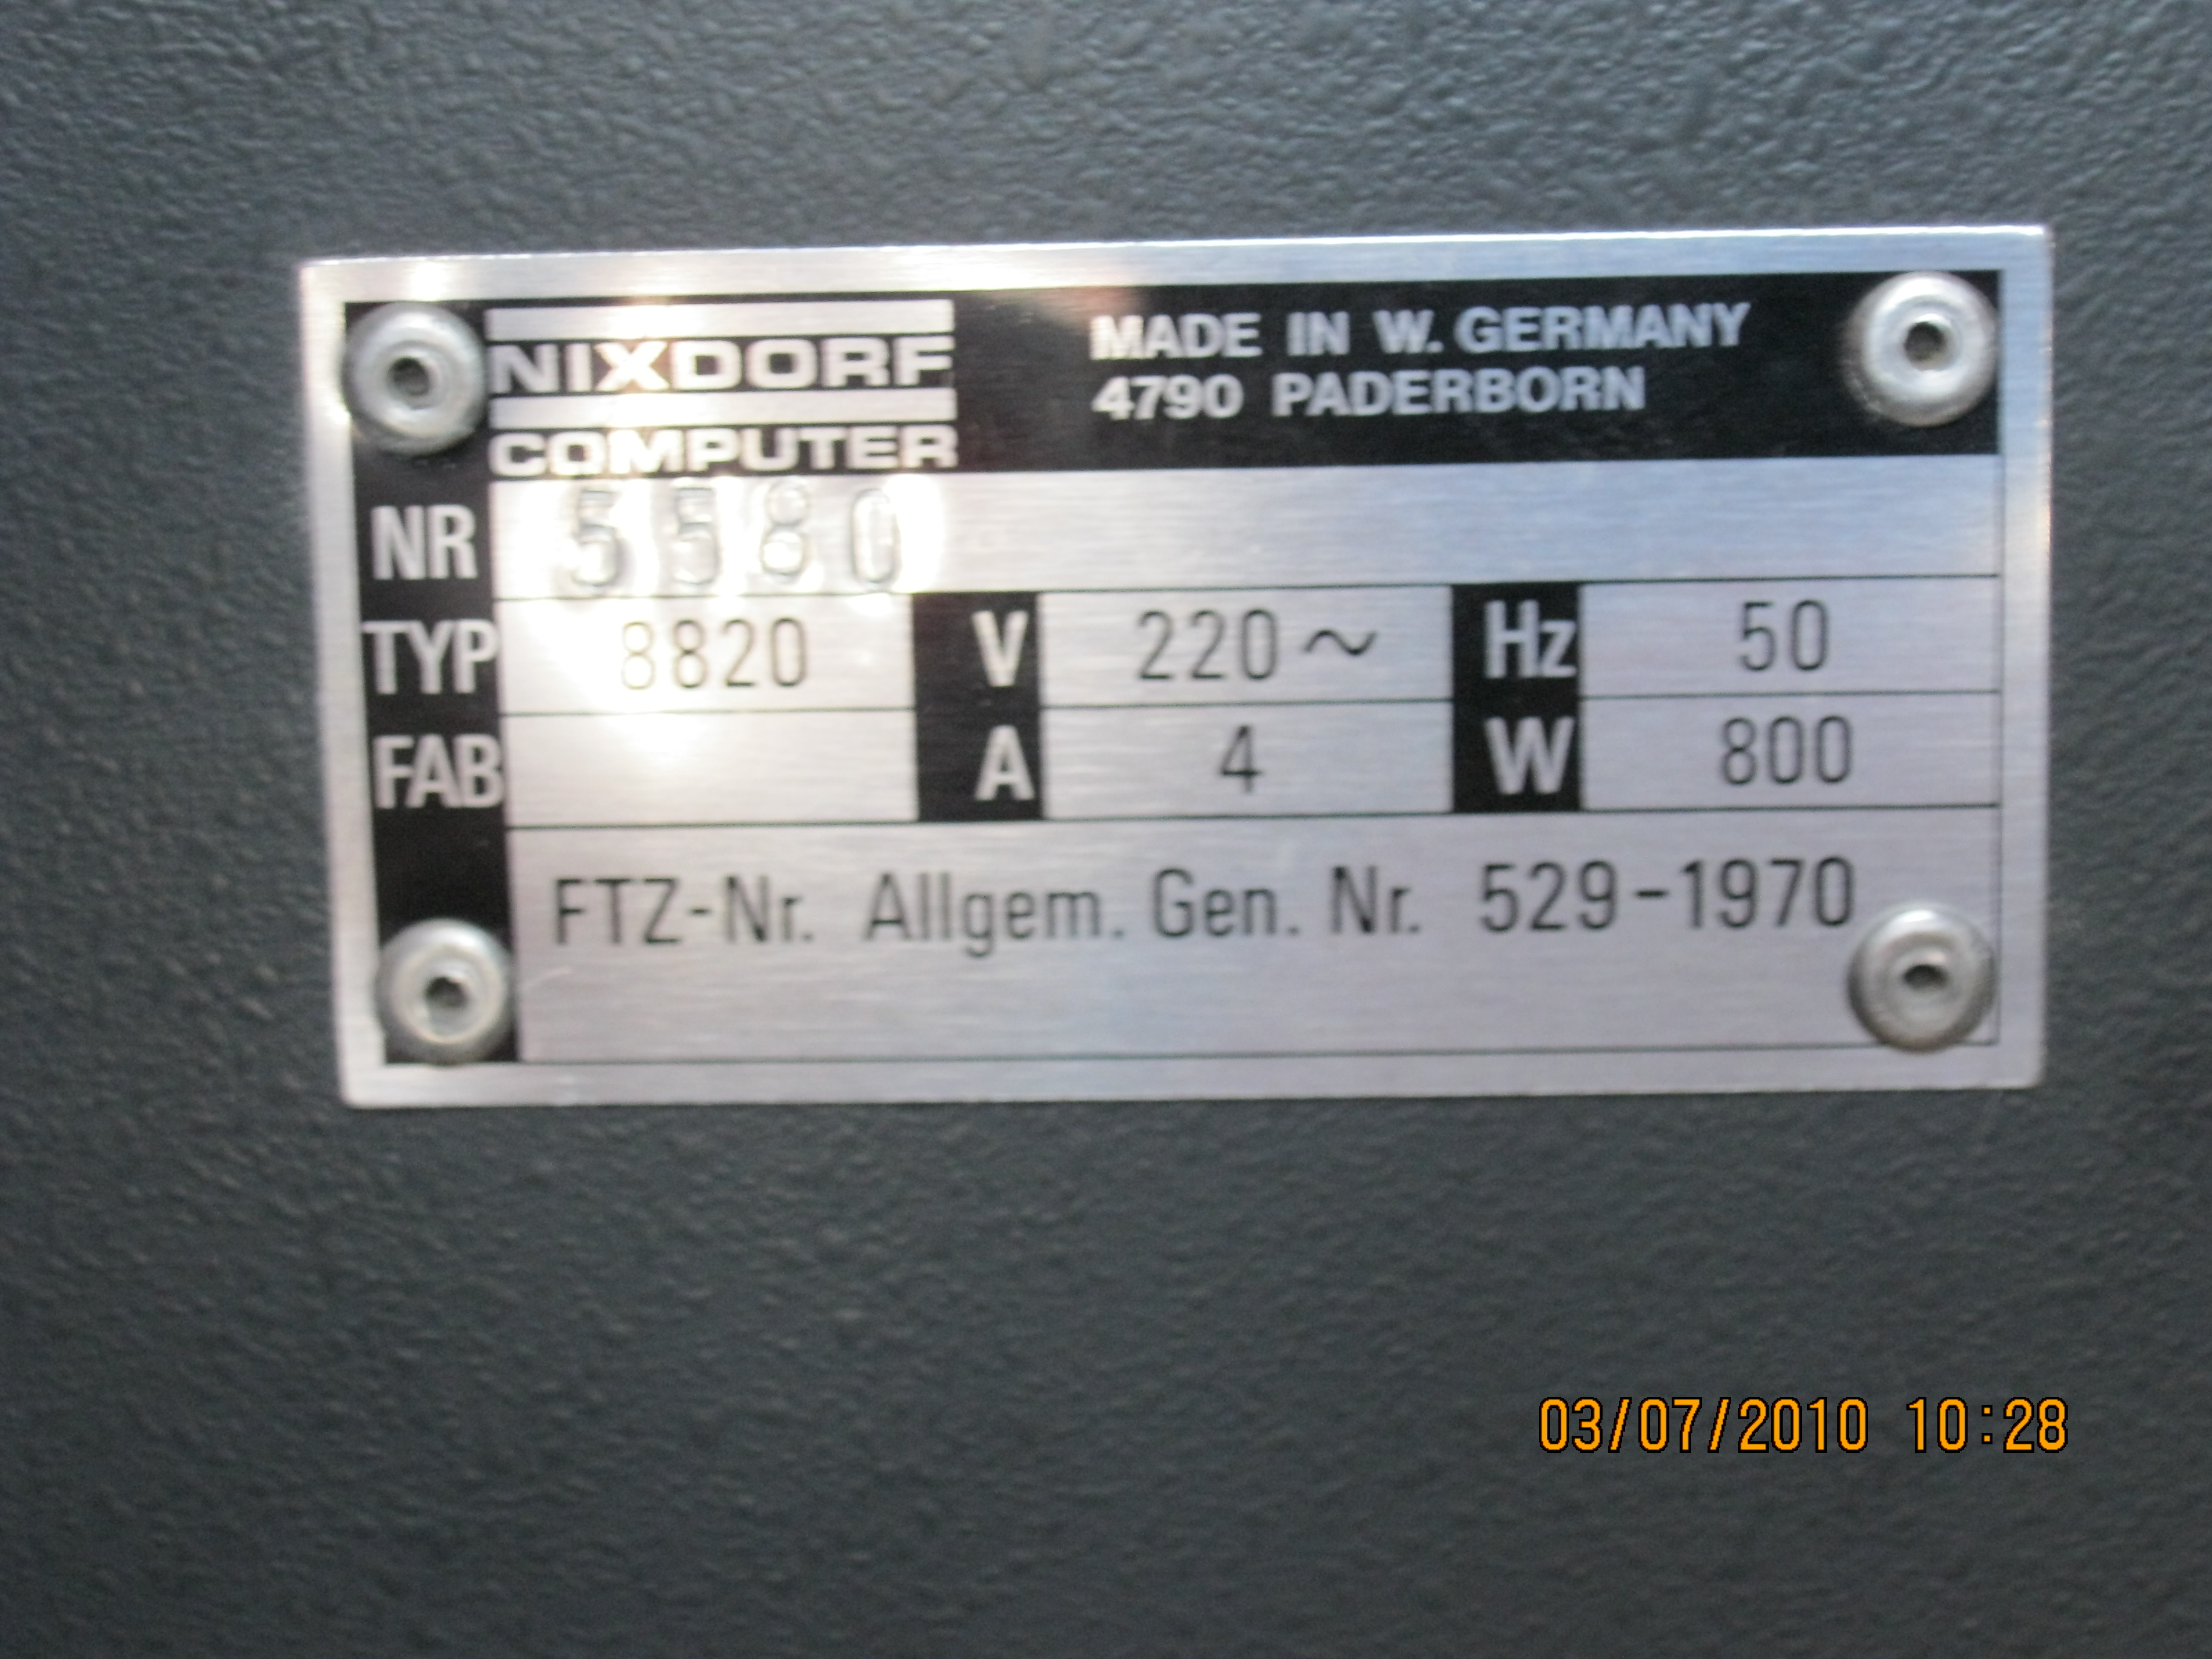 NIXDORF
COMPUTER
MADE IN W. GERMANY
4790 PADERBORN
NR 5580
TYP 8820 V 220~ Hz 50
FAB A 4 W 800
FTZ-Nr. Allgem. Gen. Nr. 529-1970
03/07/2010 10:28